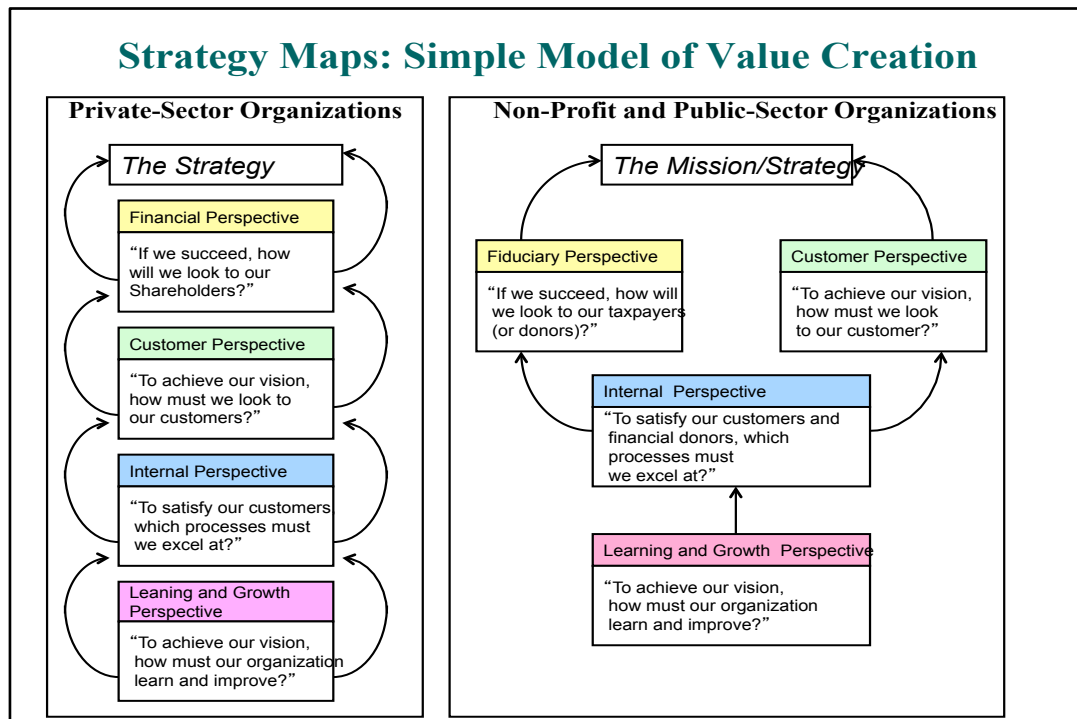 Strategy Maps: Simple Model of Value Creation
Private-Sector Organizations
The Strategy
Financial Perspective
“If we succeed, how
will we look to our
Shareholders?”
Customer Perspective
“To achieve our vision,
how must we look to
our customers?”
Internal Perspective
“To satisfy our customers,
which processes must
we excel at?”
Leaning and Growth
Perspective
“To achieve our vision,
how must our organization
learn and improve?”
Non-Profit and Public-Sector Organizations
The Mission/Strategy
Fiduciary Perspective
“If we succeed, how will
we look to our taxpayers
(or donors)?”
Customer Perspective
“To achieve our vision,
how must we look
to our customer?”
Internal Perspective
“To satisfy our customers and
financial donors, which
processes must
we excel at?”
Learning and Growth Perspective
“To achieve our vision,
how must our organization
learn and improve?”